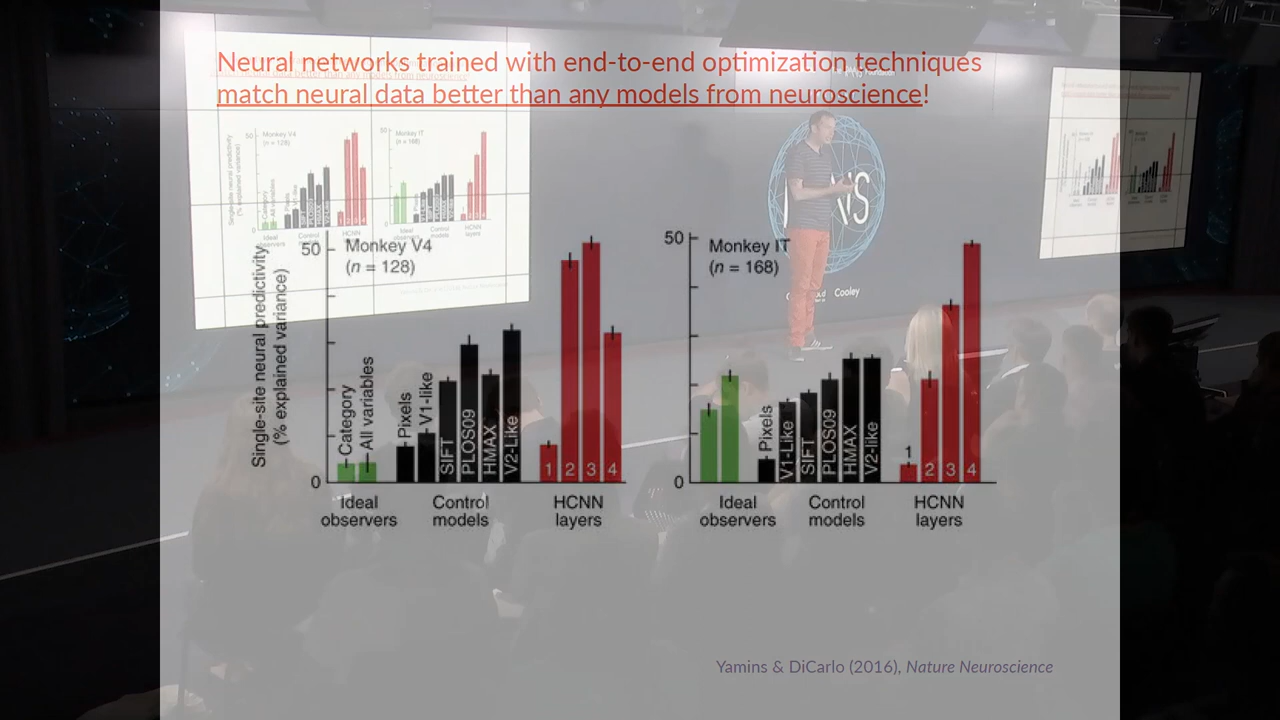 Neural networks trained with end-to-end optimization techniques
match neural data better than any models from neuroscience!
Single-site neural predictivity
(% explained variance)
50
0
Monkey V4
(n = 128)
Category
All variables
Pixels
V1-like
SIFT
PLOS09
HMAX
V2-Like
1
2
3
4
Ideal
observers
Control
models
HCNN
layers
50
0
Monkey IT
(n = 168)
Pixels
V1-Like
SIFT
PLOS09
HMAX
V2-like
1
2
3
4
Ideal
observers
Control
models
HCNN
layers
Yamins & DiCarlo (2016), Nature Neuroscience
Cooley